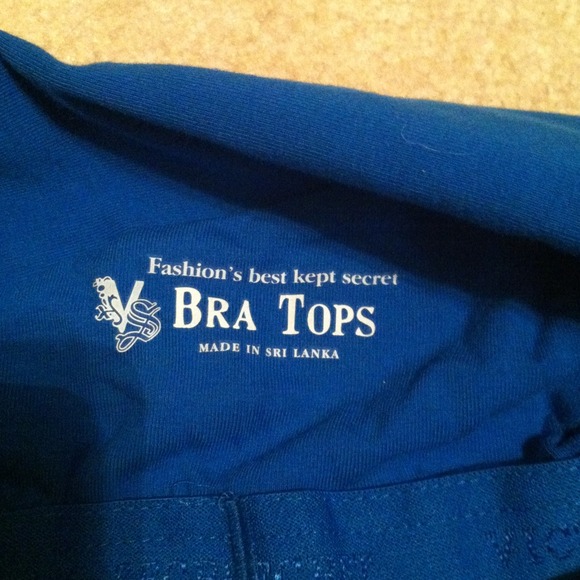 Fashion's best kept secret
VS BRA TOPS
MADE IN SRI LANKA